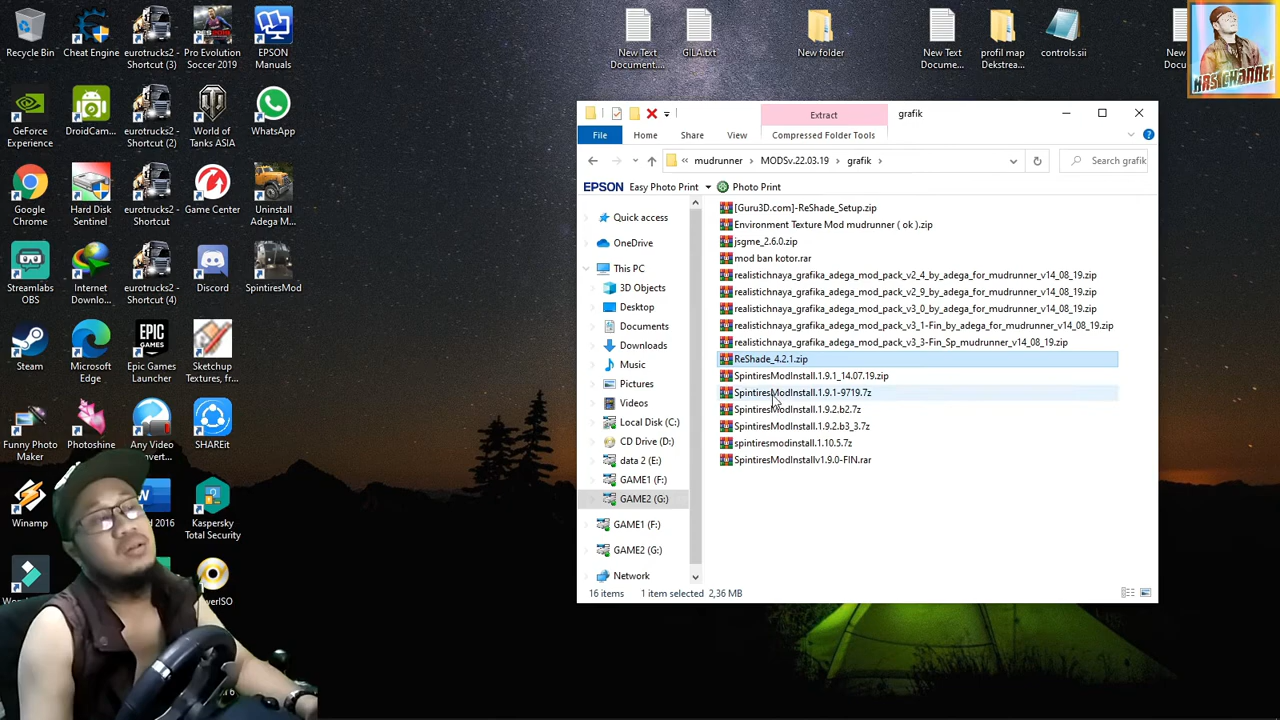 Recycle Bin
Cheat Engine
eurotrucks2 -
Shortcut (3)
Pro Evolution
Soccer 2019
EPSON
Manuals
New Text
Document....
GILA.txt
New folder
New Text
Docume...
profil map
Dekstrea...
controls.sii
HRS CHANNEL
GeForce
Experience
DroidCam...
eurotrucks2 -
Shortcut (2)
World of
Tanks ASIA
WhatsApp
Google
Chrome
Hard Disk
Sentinel
eurotrucks2 -
Shortcut
Game Center
Uninstall
Adega M...
Streamlabs
OBS
Internet
Downlo...
eurotrucks2 -
Shortcut (4)
Discord
SpintiresMod
Steam
Microsoft
Edge
Epic Games
Launcher
Sketchup
Textures, fr...
Funny Photo
Maker
Photoshine
Any Video
SHAREit
Winamp
2016
Kaspersky
Total Security
Extract
grafik
File
Home
Share
View
Compressed Folder Tools
« mudrunner > MODSv.22.03.19 > grafik >
Search grafik
EPSON Easy Photo Print
Photo Print
Quick access
OneDrive
This PC
3D Objects
Desktop
Documents
Downloads
Music
Pictures
Videos
Local Disk (C:)
CD Drive (D:)
data 2 (E:)
GAME1 (F:)
GAME2 (G:)
GAME1 (F:)
GAME2 (G:)
Network
[Guru3D.com]-ReShade_Setup.zip
Environment Texture Mod mudrunner ( ok ).zip
jsgme_2.6.0.zip
mod ban kotor.rar
realistichnaya_grafika_adega_mod_pack_v2_4_by_adega_for_mudrunner_v14_08_19.zip
realistichnaya_grafika_adega_mod_pack_v2_9_by_adega_for_mudrunner_v14_08_19.zip
realistichnaya_grafika_adega_mod_pack_v3_0_by_adega_for_mudrunner_v14_08_19.zip
realistichnaya_grafika_adega_mod_pack_v3_1-Fin_by_adega_for_mudrunner_v14_08_19.zip
realistichnaya_grafika_adega_mod_pack_v3_3-Fin_Sp_mudrunner_v14_08_19.zip
ReShade_4.2.1.zip
SpintiresModInstall.1.9.1_14.07.19.zip
SpintiresModInstall.1.9.1-9719.7z
SpintiresModInstall.1.9.2.b2.7z
SpintiresModInstall.1.9.2.b3_3.7z
spintiresmodinstall.1.10.5.7z
SpintiresModInstallv1.9.0-FIN.rar
16 items
1 item selected 2,36 MB